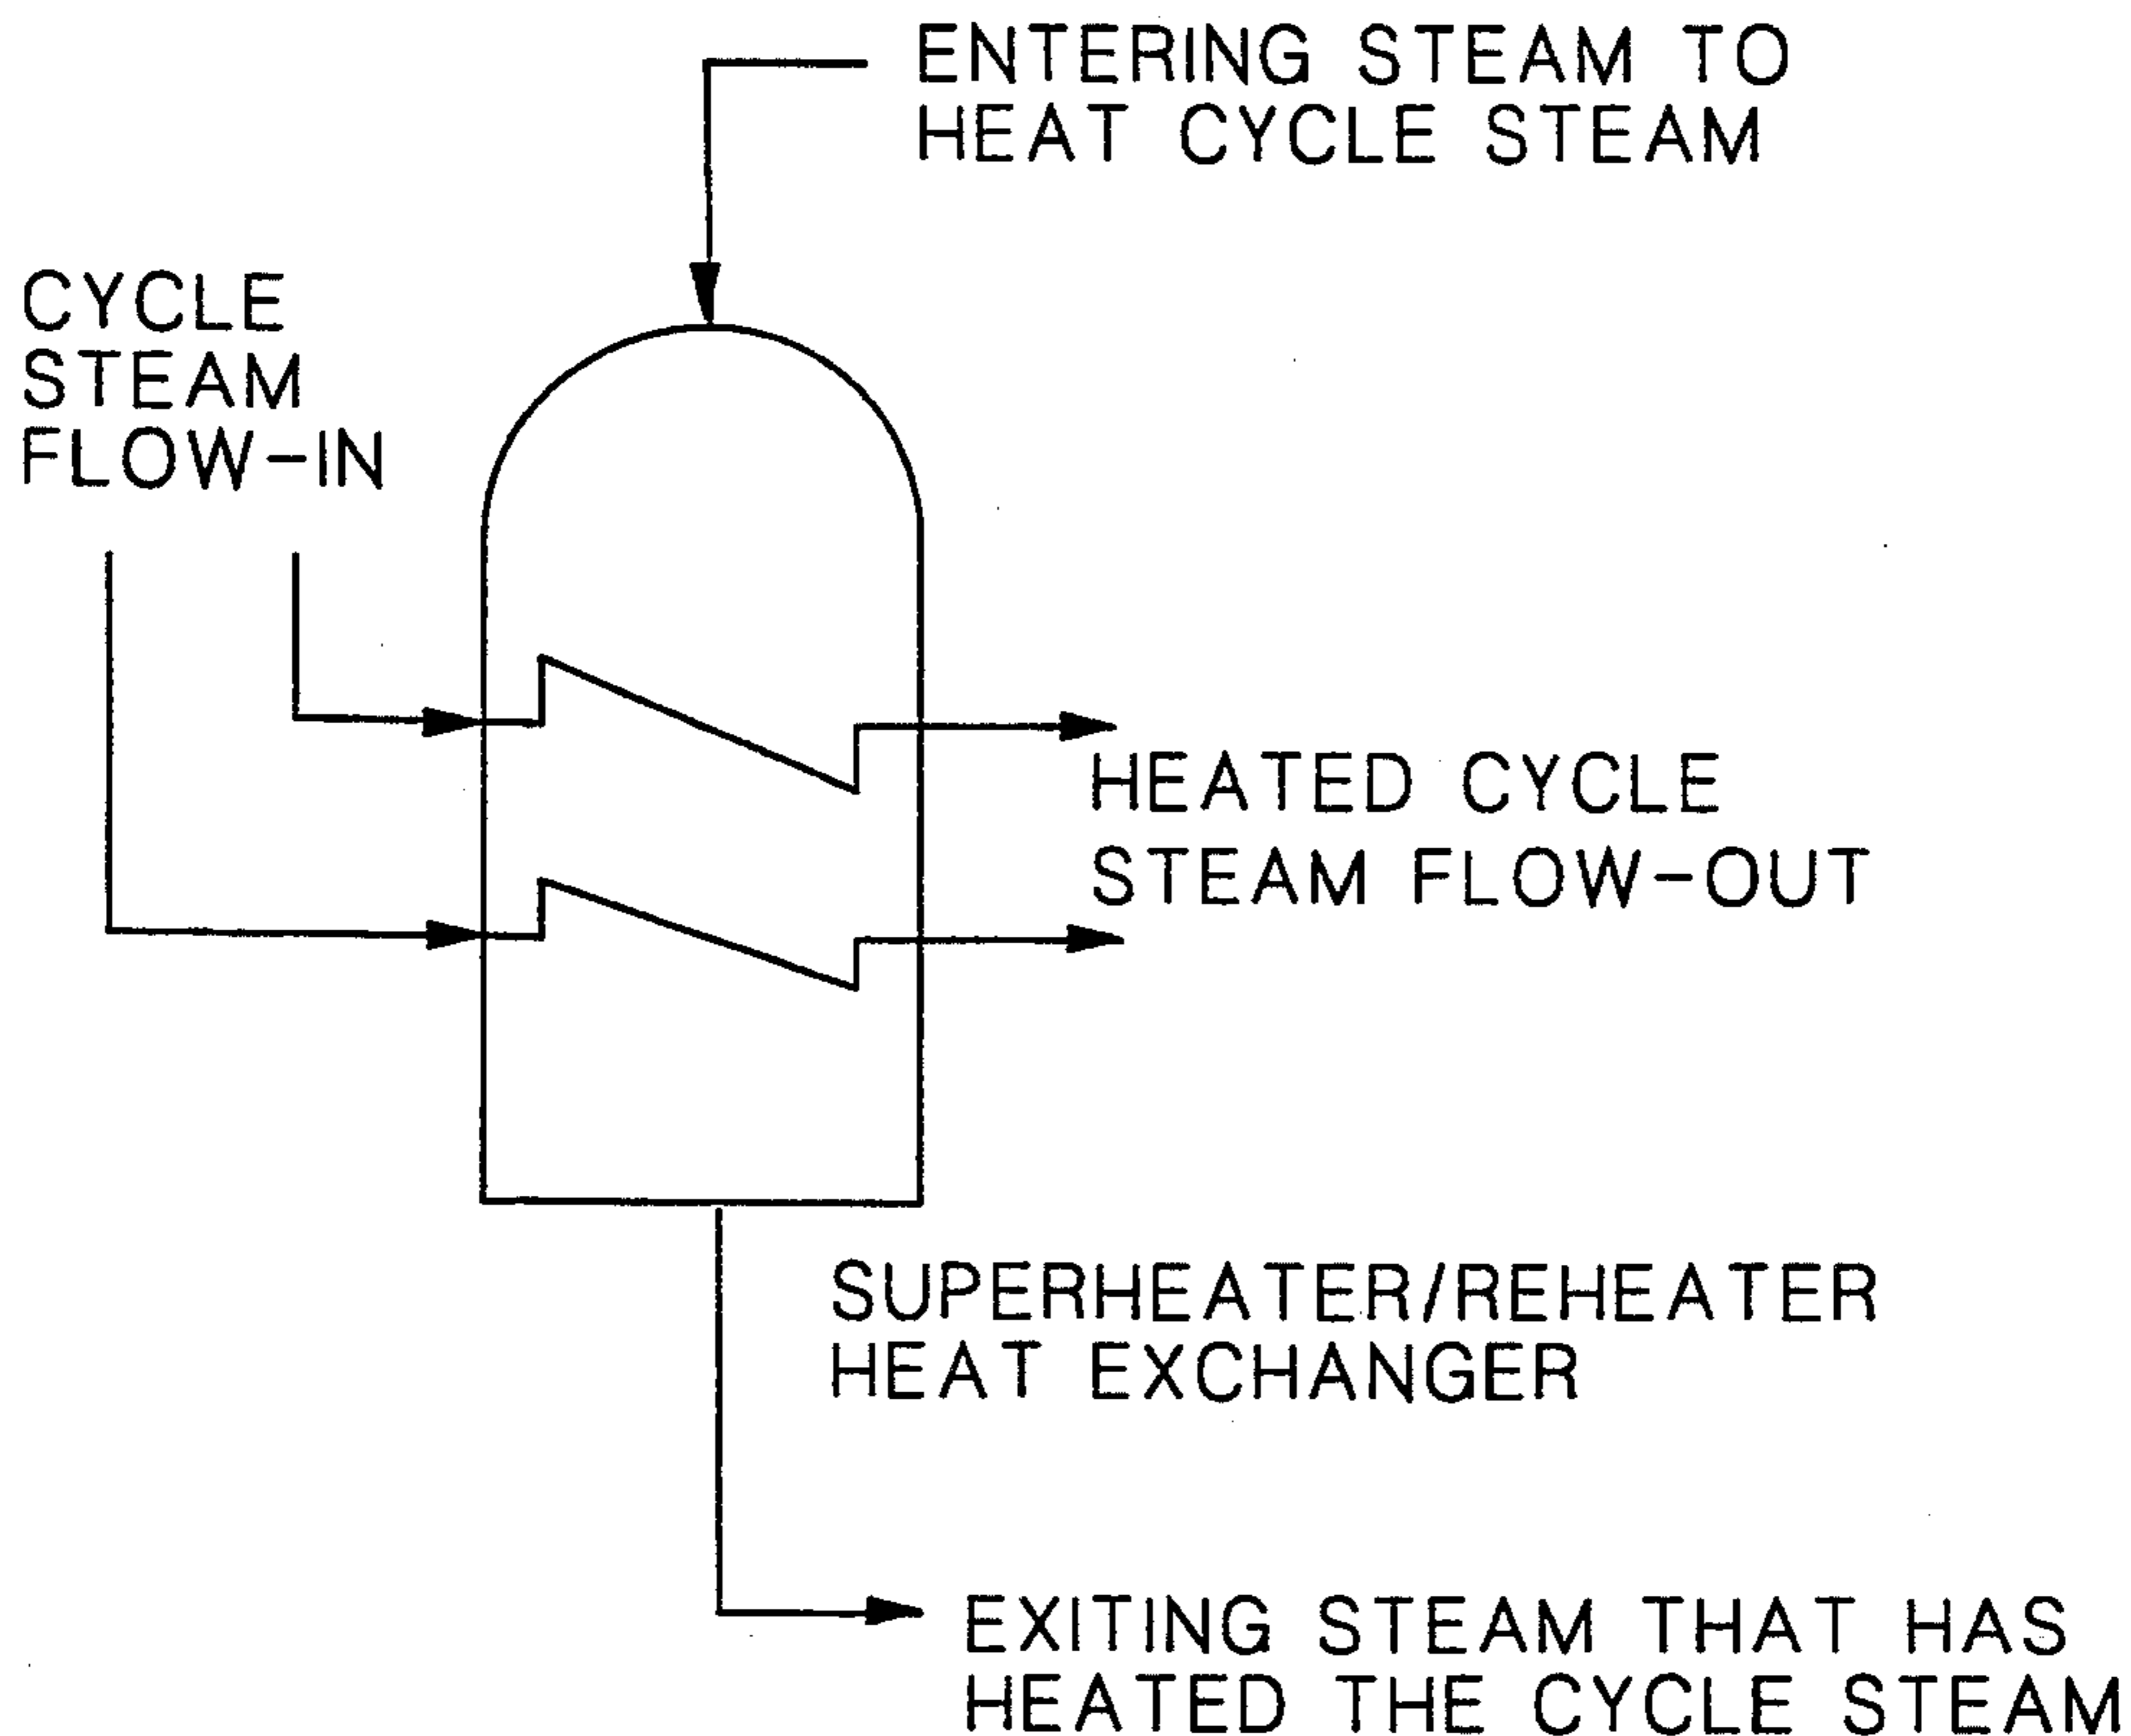 ENTERING STEAM TO
HEAT CYCLE STEAM
CYCLE
STEAM
FLOW-IN
HEATED CYCLE
STEAM FLOW-OUT
SUPERHEATER/REHEATER
HEAT EXCHANGER
EXITING STEAM THAT HAS
HEATED THE CYCLE STEAM